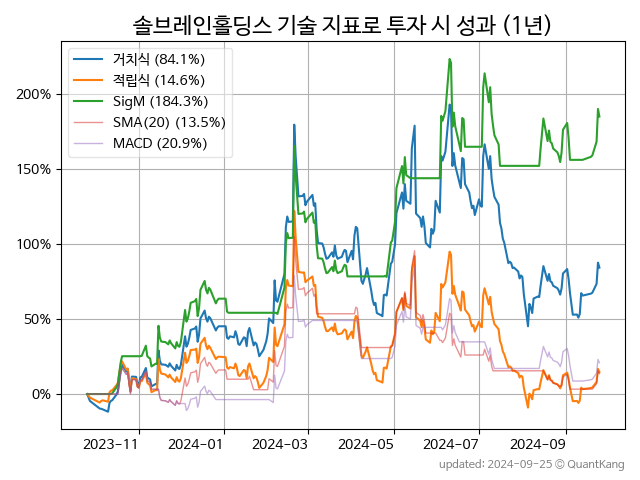 솔브레인홀딩스 기술 지표로 투자 시 성과 (1년)
거치식 (84.1%)
적립식 (14.6%)
SigM (184.3%)
SMA(20) (13.5%)
MACD (20.9%)
200%
150%
100%
50%
0%
2023-11 2024-01 2024-03 2024-05 2024-07 2024-09
updated: 2024-09-25 © QuantKang